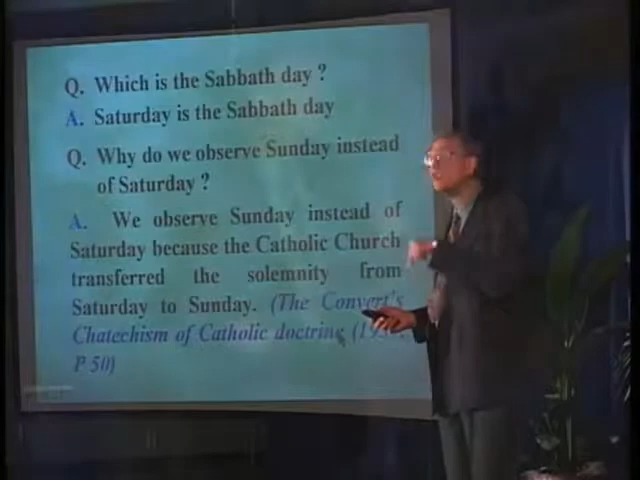 Q. Which is the Sabbath day ?
A. Saturday is the Sabbath day
Q. Why do we observe Sunday instead
of Saturday ?
A. We observe Sunday instead of
Saturday because the Catholic Church
transferred the solemnity from
Saturday to Sunday. (The Convert's
Chatechism of Catholic doctring
P 50)